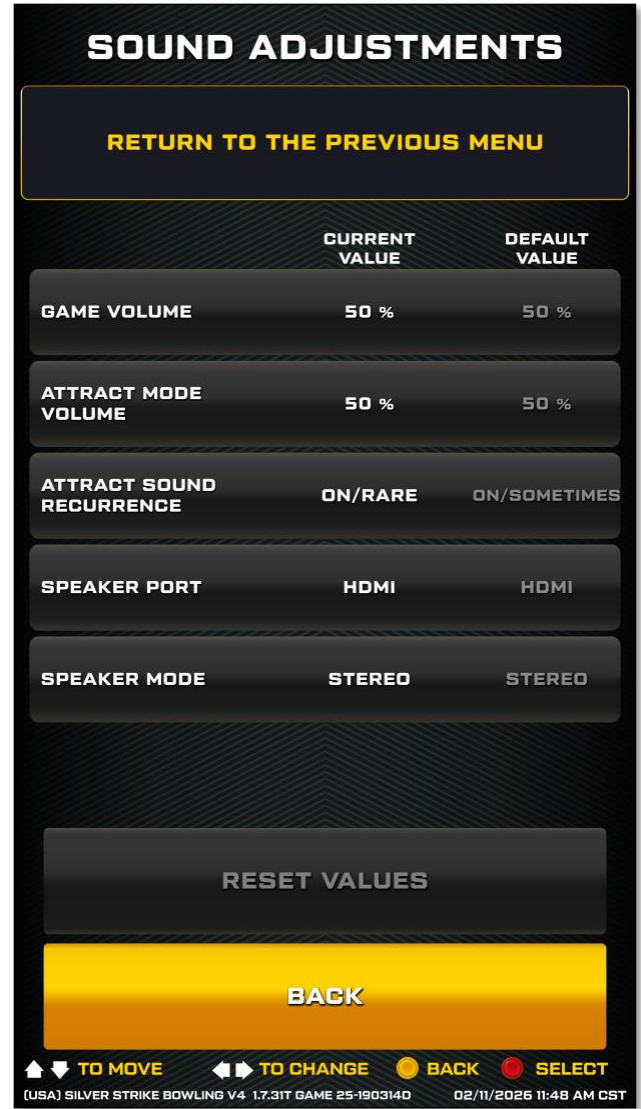 SOUND ADJUSTMENTS
RETURN TO THE PREVIOUS MENU
CURRENT VALUE DEFAULT VALUE
GAME VOLUME 50 % 50 %
ATTRACT MODE VOLUME 50 % 50 %
ATTRACT SOUND RECURRENCE ON/RARE ON/SOMETIMES
SPEAKER PORT HDMI HDMI
SPEAKER MODE STEREO STEREO
RESET VALUES
BACK
TO MOVE TO CHANGE BACK SELECT
(USA) SILVER STRIKE BOWLING V4 1.7.31T GAME 25-190314D 02/11/2026 11:48 AM CST